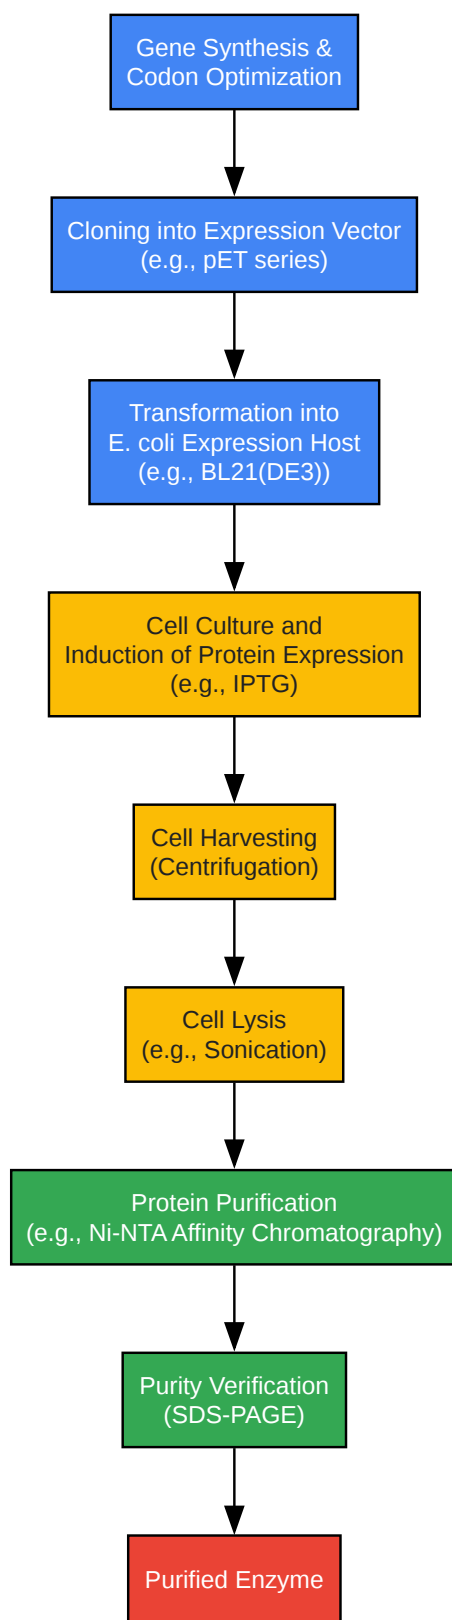 Gene Synthesis &
Codon Optimization
Cloning into Expression Vector
(e.g., pET series)
Transformation into
E. coli Expression Host
(e.g., BL21(DE3))
Cell Culture and
Induction of Protein Expression
(e.g., IPTG)
Cell Harvesting
(Centrifugation)
Cell Lysis
(e.g., Sonication)
Protein Purification
(e.g., Ni-NTA Affinity Chromatography)
Purity Verification
(SDS-PAGE)
Purified Enzyme